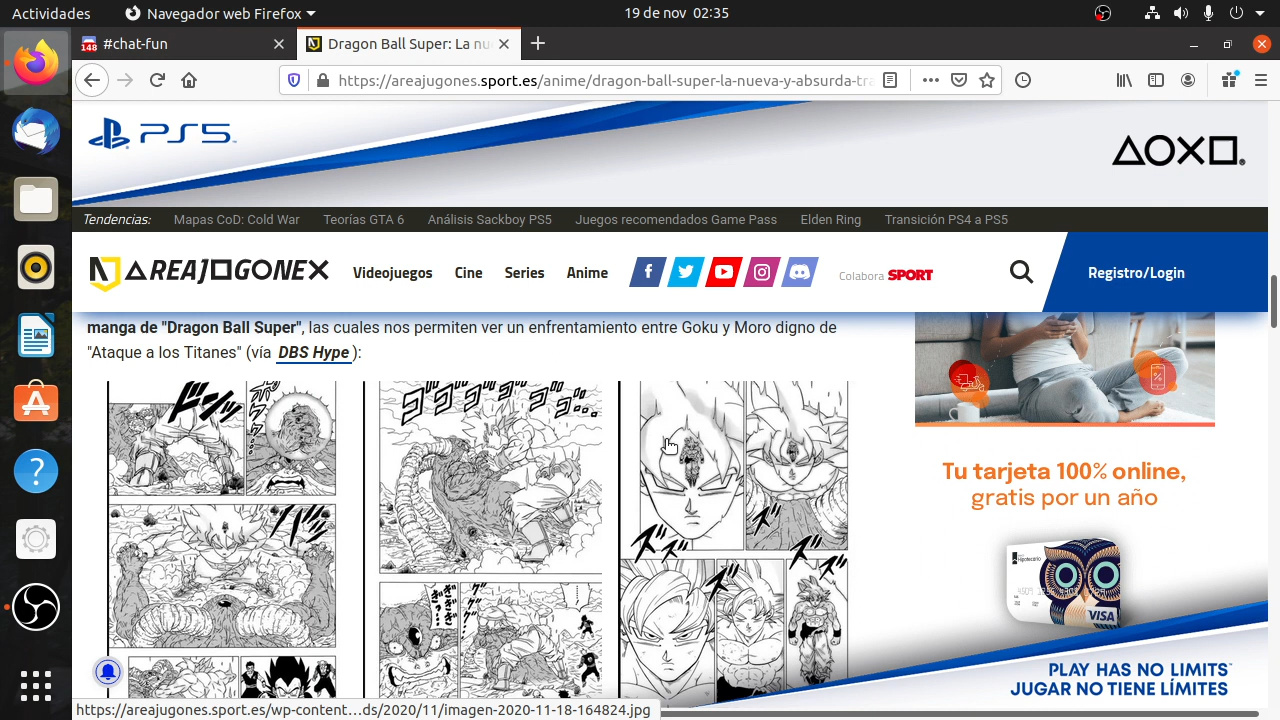 Actividades
Navegador web Firefox
19 de nov 02:35
148
#chat-fun
Dragon Ball Super: La nu
https://areajugones.sport.es/anime/dragon-ball-super-la-nueva-y-absurda-tra
PS5
Tendencias: Mapas CoD: Cold War Teorías GTA 6 Análisis Sackboy PS5 Juegos recomendados Game Pass Elden Ring Transición PS4 a PS5
AREAJUGONEX
Videojuegos Cine Series Anime
Colabora SPORT
Registro/Login
manga de "Dragon Ball Super", las cuales nos permiten ver un enfrentamiento entre Goku y Moro digno de
"Ataque a los Titanes" (vía DBS Hype):
Tu tarjeta 100% online,
gratis por un año
VISA
PLAY HAS NO LIMITS™
JUGAR NO TIENE LÍMITES
https://areajugones.sport.es/wp-content…ds/2020/11/imagen-2020-11-18-164824.jpg